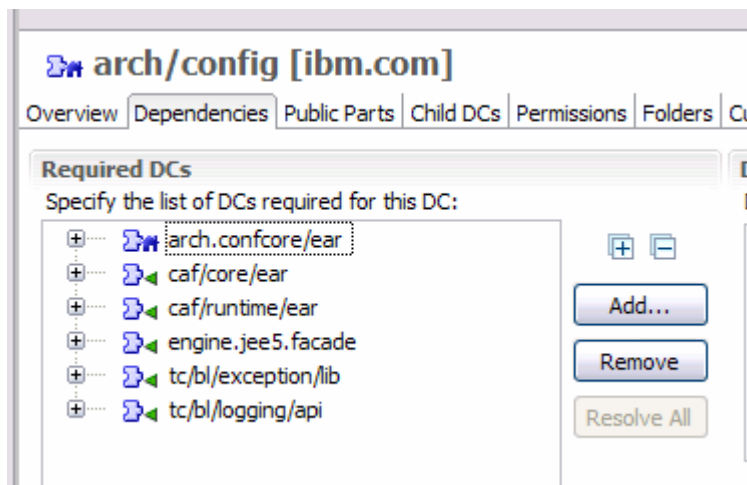 arch/config [ibm.com]
Overview Dependencies Public Parts Child DCs Permissions Folders
Required DCs
Specify the list of DCs required for this DC:
arch.confcore/ear
caf/core/ear
caf/runtime/ear
engine.jee5.facade
tc/bl/exception/lib
tc/bl/logging/api
Add...
Remove
Resolve All